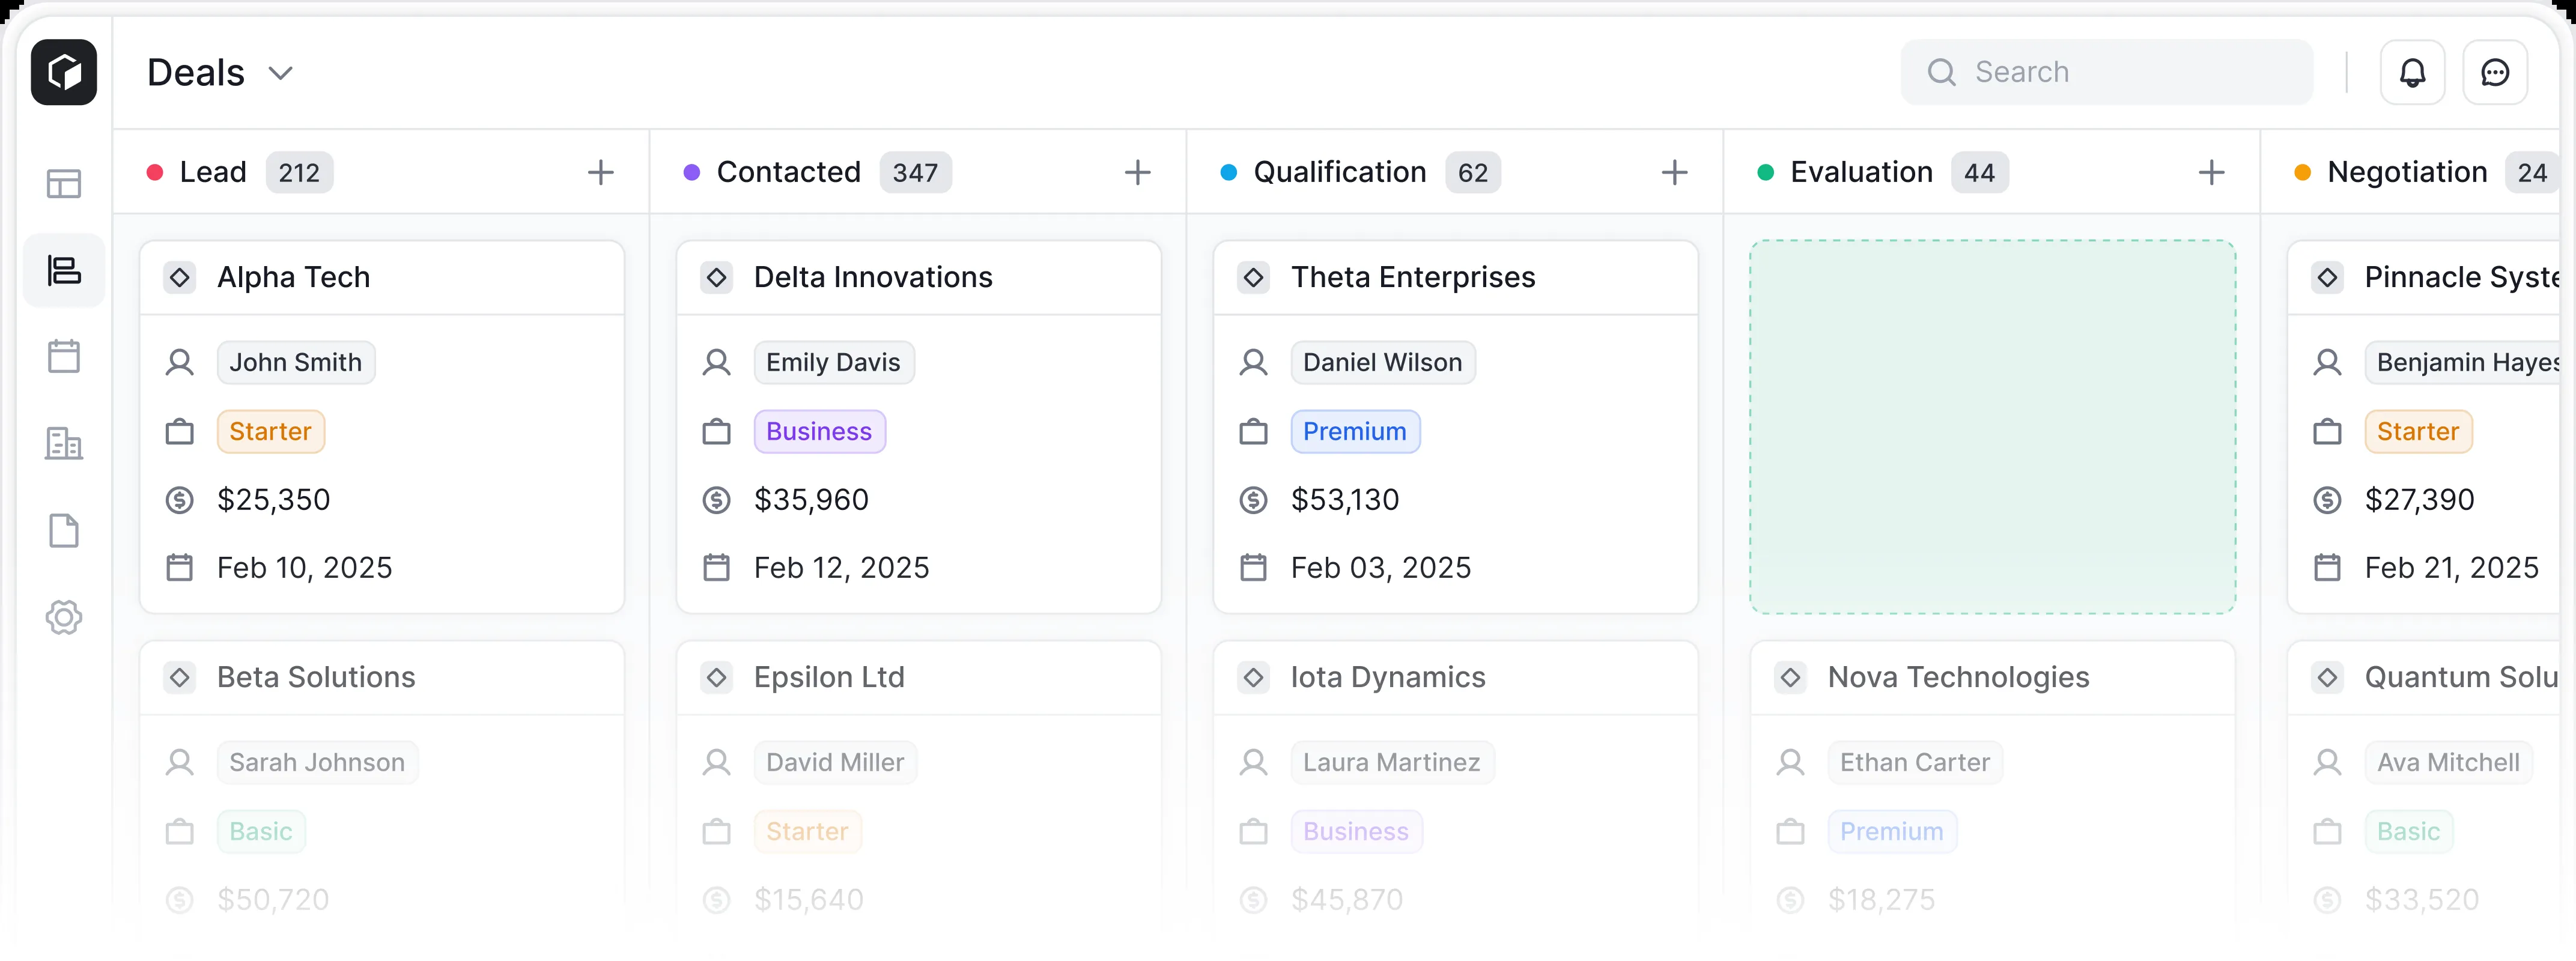 Deals
Search
Lead 212
Contacted 347
Qualification 62
Evaluation 44
Negotiation 24
Alpha Tech
John Smith
Starter
$25,350
Feb 10, 2025
Beta Solutions
Sarah Johnson
Basic
$50,720
Delta Innovations
Emily Davis
Business
$35,960
Feb 12, 2025
Epsilon Ltd
David Miller
Starter
$15,640
Theta Enterprises
Daniel Wilson
Premium
$53,130
Feb 03, 2025
Iota Dynamics
Laura Martinez
Business
$45,870
Nova Technologies
Ethan Carter
Premium
$18,275
Pinnacle Syste
Benjamin Hayes
Starter
$27,390
Feb 21, 2025
Quantum Solu
Ava Mitchell
Basic
$33,520